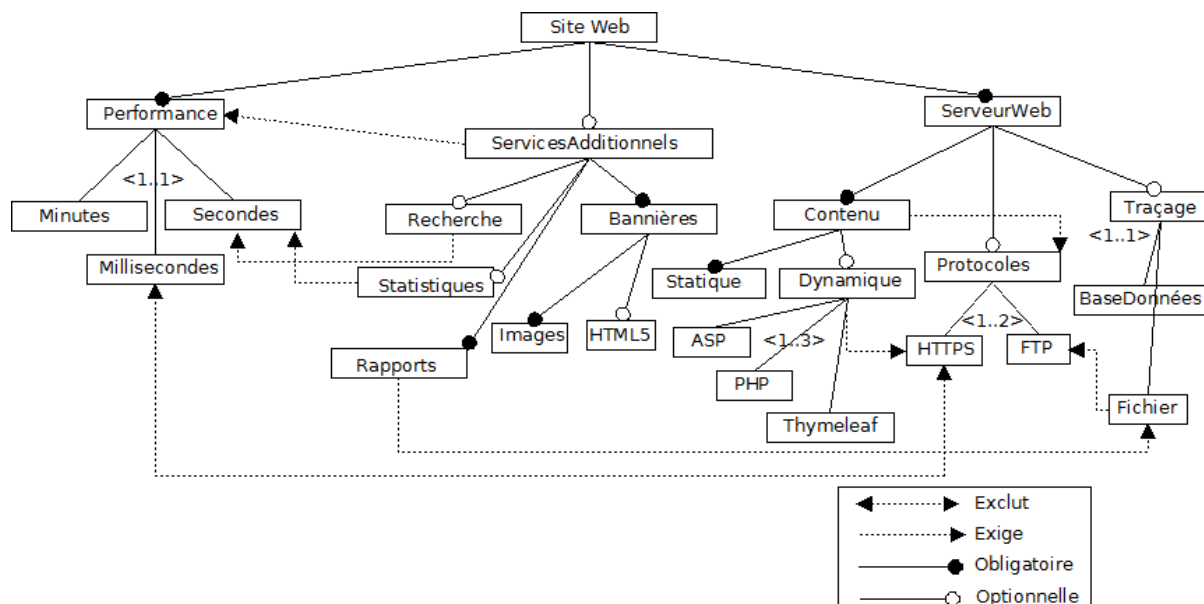 Site Web
Performance
ServeurWeb
ServicesAdditionnels
<1..1>
Minutes
Secondes
Recherche
Bannières
Contenu
Traçage
<1..1>
Millisecondes
Statistiques
Statique
Dynamique
Protocoles
BaseDonnées
Images
HTML5
ASP
<1..3>
<1..2>
HTTPS
FTP
Rapports
PHP
Thymeleaf
Fichier
Exclut
Exige
Obligatoire
Optionnelle